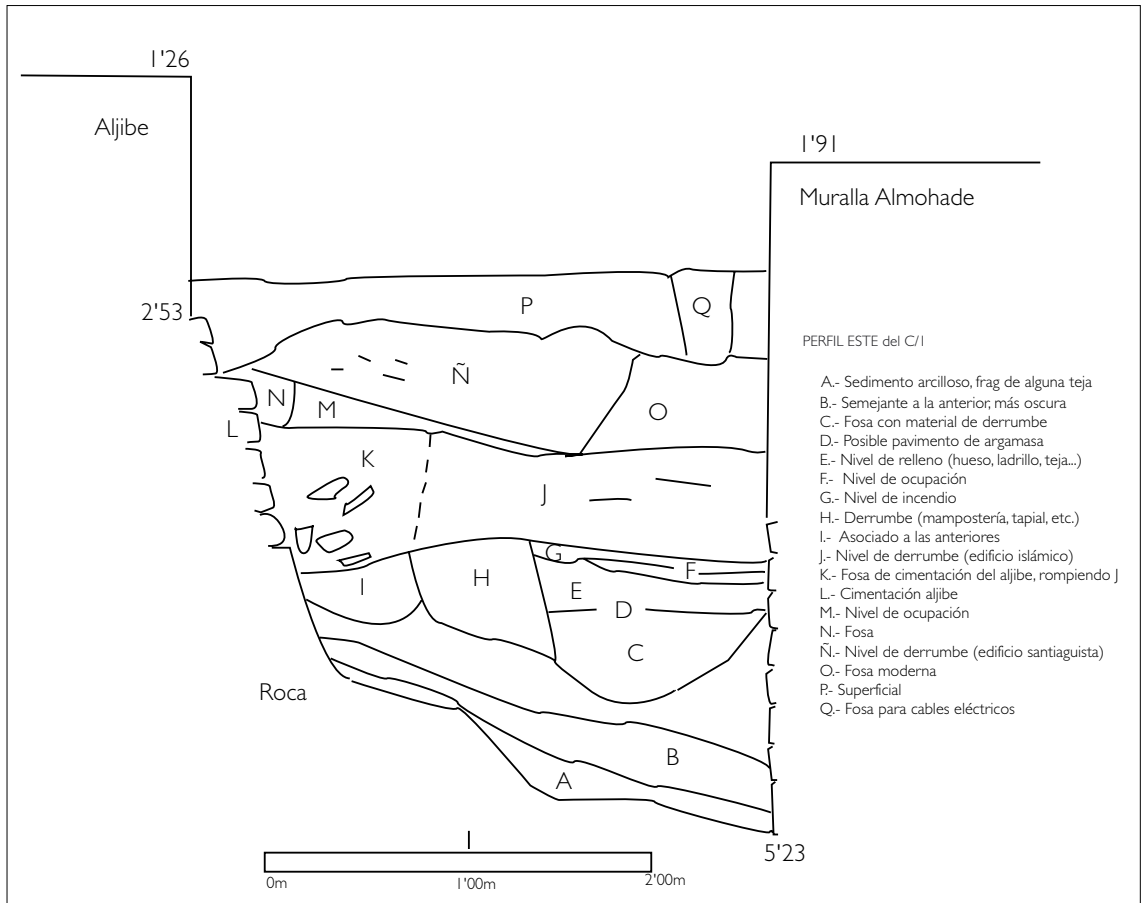 1'26
Aljibe
1'91
Muralla Almohade
P
Q
2'53
PERFIL ESTE del C/1
Ñ
A.- Sedimento arcilloso, frag de alguna teja
B.- Semejante a la anterior, más oscura
C.- Fosa con material de derrumbe
D.- Posible pavimento de argamasa
E.- Nivel de relleno (hueso, ladrillo, teja...)
F.- Nivel de ocupación
G.- Nivel de incendio
H.- Derrumbe (mampostería, tapial, etc.)
I.- Asociado a las anteriores
J.- Nivel de derrumbe (edificio islámico)
K.- Fosa de cimentación del aljibe, rompiendo J
L.- Cimentación aljibe
M.- Nivel de ocupación
N.- Fosa
Ñ.- Nivel de derrumbe (edificio santiaguista)
O.- Fosa moderna
P.- Superficial
Q.- Fosa para cables eléctricos
N
M
O
L
K
J
G
F
I
H
E
D
C
Roca
B
A
5'23
0m
1'00m
2'00m